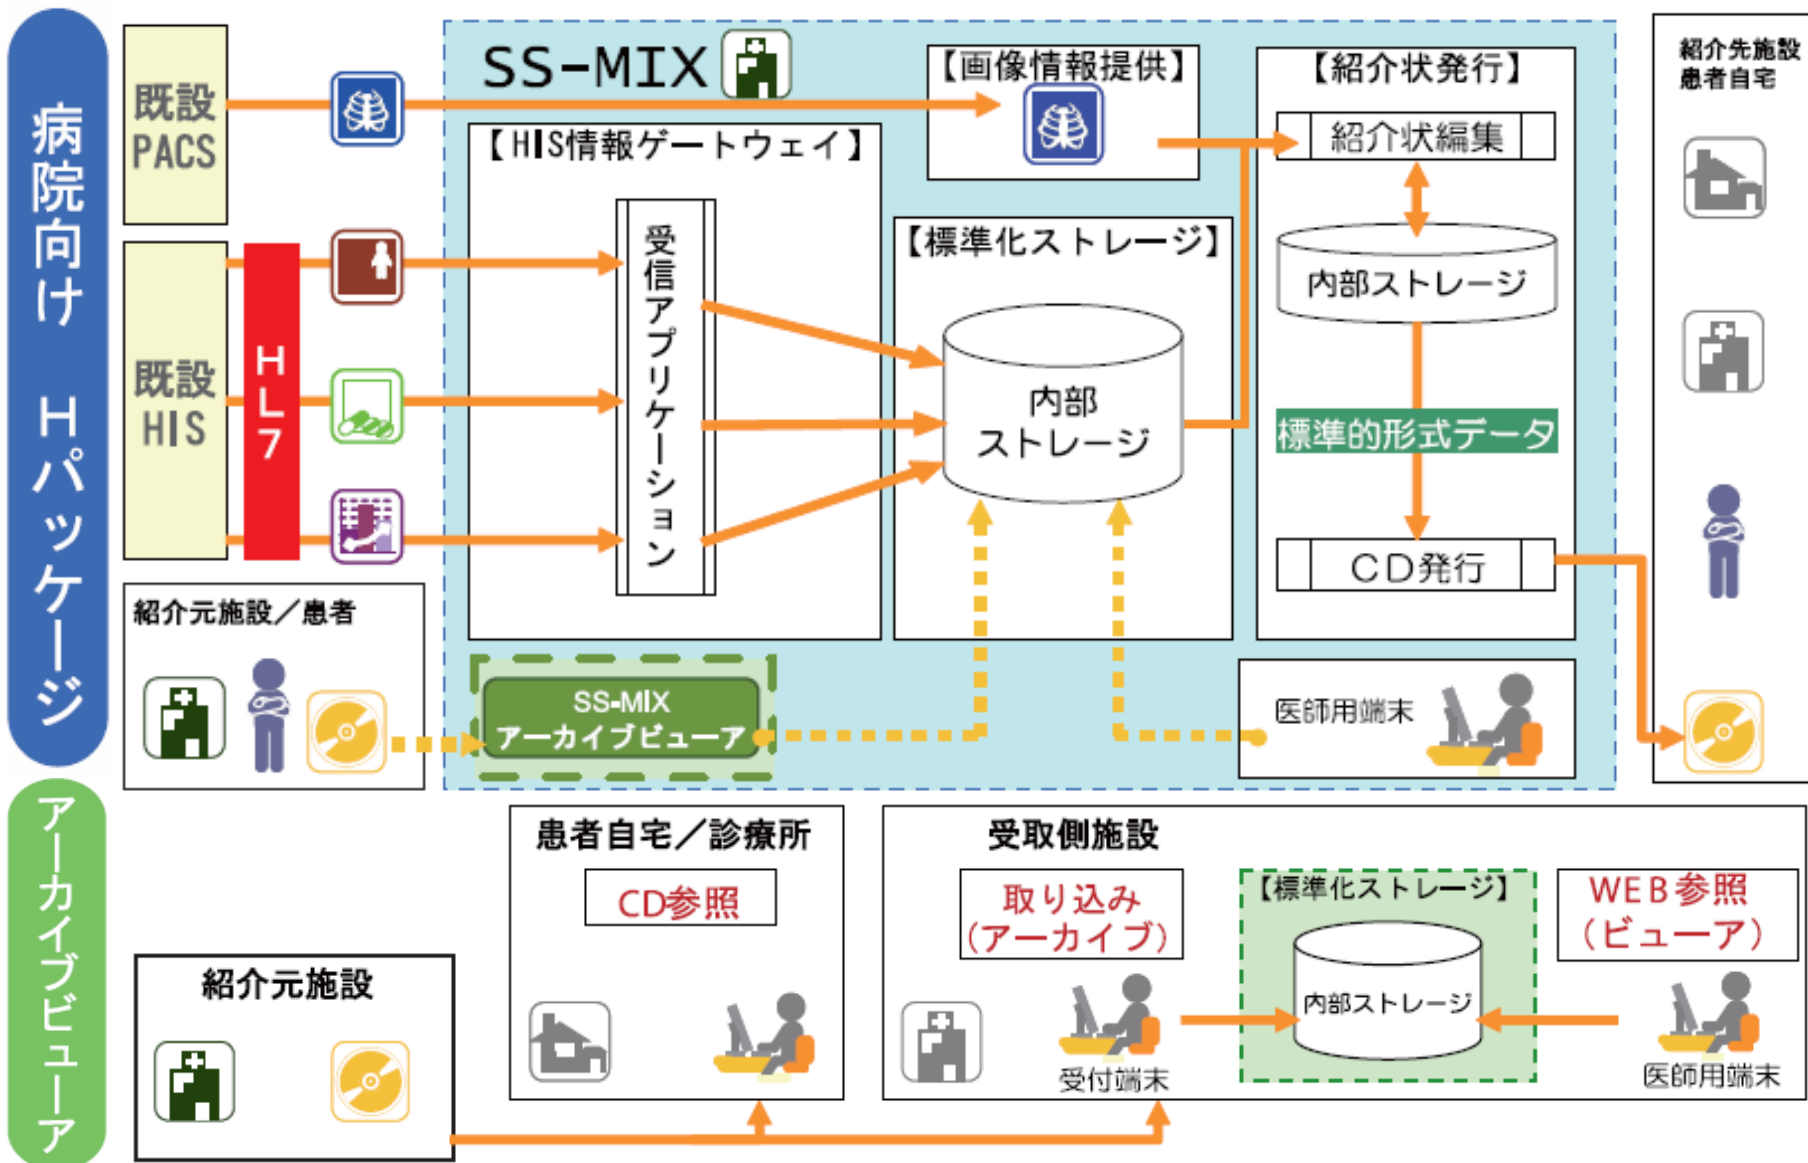 病院向け Hパッケージ
既設
PACS
既設
HIS
HL7
SS-MIX
【HIS情報ゲートウェイ】
受信アプリケーション
【画像情報提供】
【標準化ストレージ】
内部
ストレージ
【紹介状発行】
紹介状編集
内部ストレージ
標準的形式データ
CD発行
紹介先施設
患者自宅
紹介元施設／患者
SS-MIX
アーカイブビューア
医師用端末
アーカイブビューア
紹介元施設
患者自宅／診療所
CD参照
受取側施設
取り込み
(アーカイブ)
受付端末
【標準化ストレージ】
内部ストレージ
WEB参照
(ビューア)
医師用端末